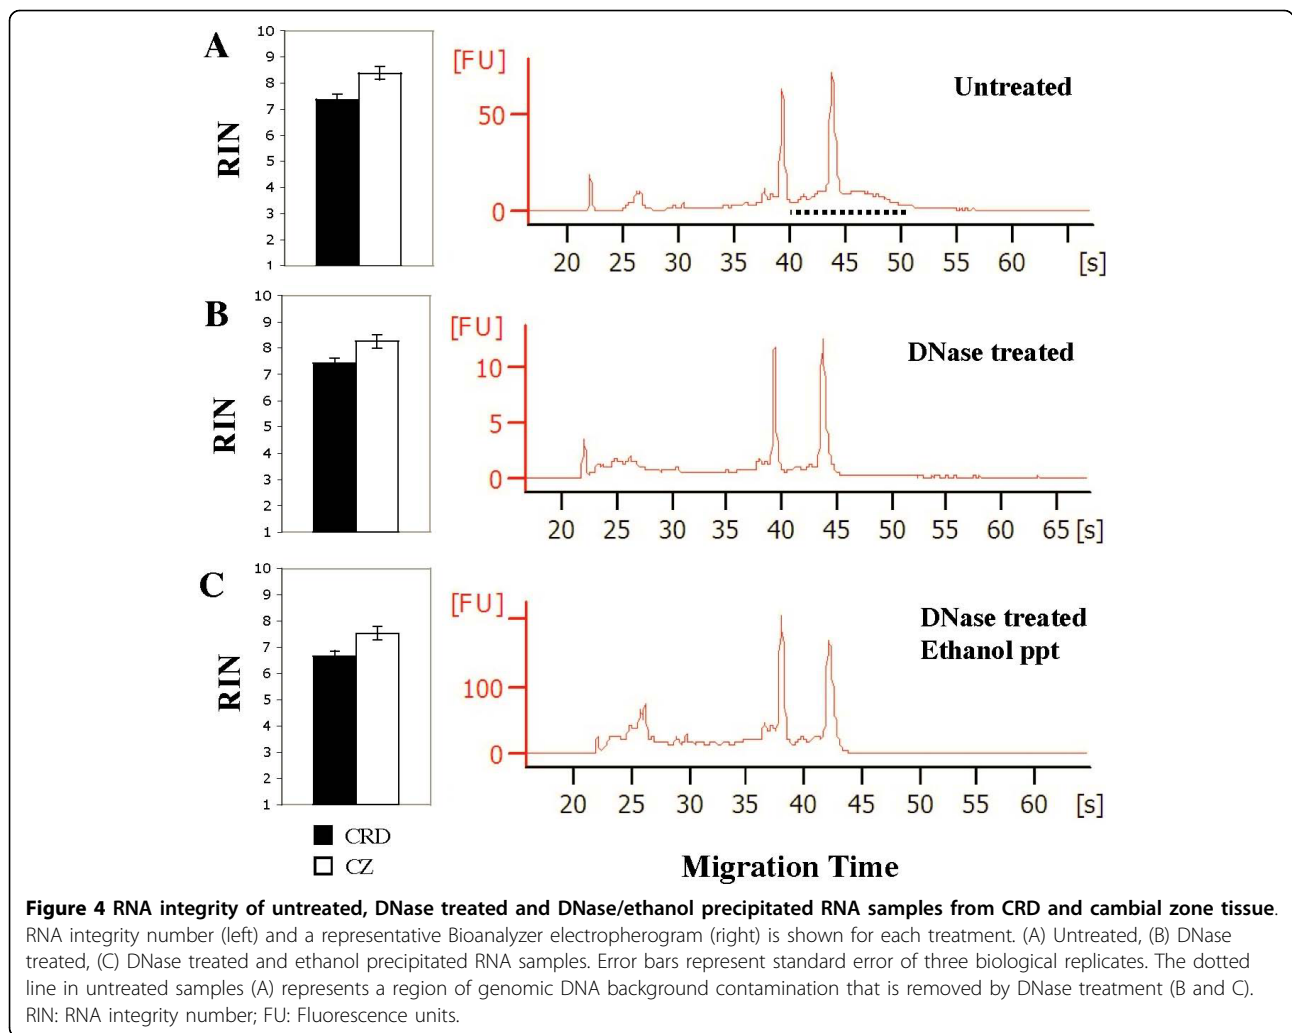 A
RIN
10
9
8
7
6
5
4
3
2
1
[FU]
50
0
Untreated
20 25 30 35 40 45 50 55 60 [s]
B
RIN
10
9
8
7
6
5
4
3
2
1
[FU]
10
5
0
DNase treated
20 25 30 35 40 45 50 55 60 65 [s]
C
RIN
10
9
8
7
6
5
4
3
2
1
[FU]
100
0
DNase treated
Ethanol ppt
20 25 30 35 40 45 50 55 60 [s]
CRD
CZ
Migration Time
Figure 4 RNA integrity of untreated, DNase treated and DNase/ethanol precipitated RNA samples from CRD and cambial zone tissue.
RNA integrity number (left) and a representative Bioanalyzer electropherogram (right) is shown for each treatment. (A) Untreated, (B) DNase
treated, (C) DNase treated and ethanol precipitated RNA samples. Error bars represent standard error of three biological replicates. The dotted
line in untreated samples (A) represents a region of genomic DNA background contamination that is removed by DNase treatment (B and C).
RIN: RNA integrity number; FU: Fluorescence units.